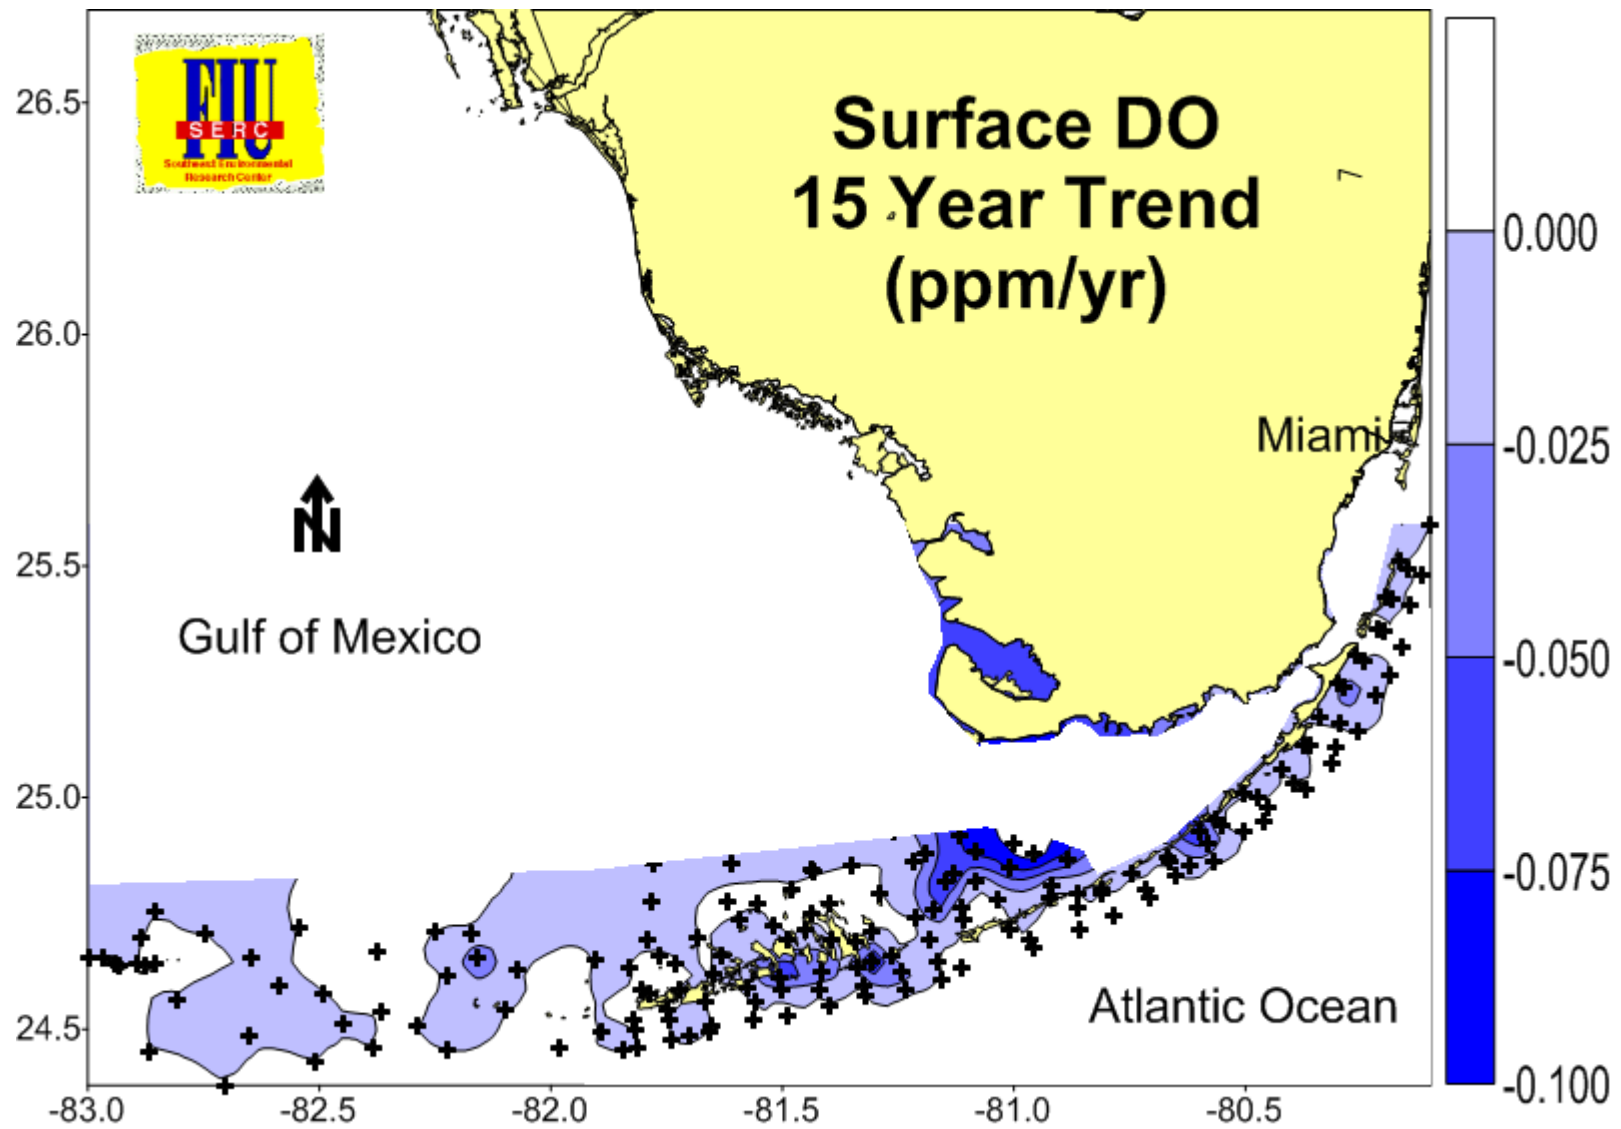 FIU
SERC
Southeast Environmental
Research Center
Surface DO
15 Year Trend
(ppm/yr)
Miami
N
Gulf of Mexico
Atlantic Ocean
26.5
26.0
25.5
25.0
24.5
-83.0
-82.5
-82.0
-81.5
-81.0
-80.5
0.000
-0.025
-0.050
-0.075
-0.100